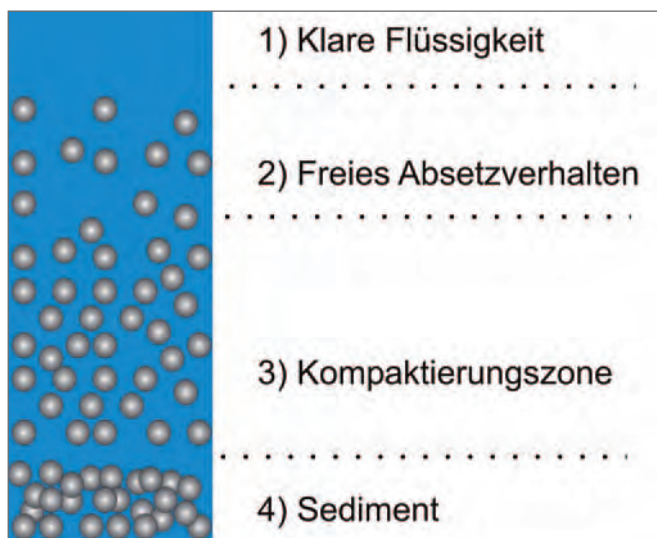 1) Klare Flüssigkeit
2) Freies Absetzverhalten
3) Kompaktierungszone
4) Sediment